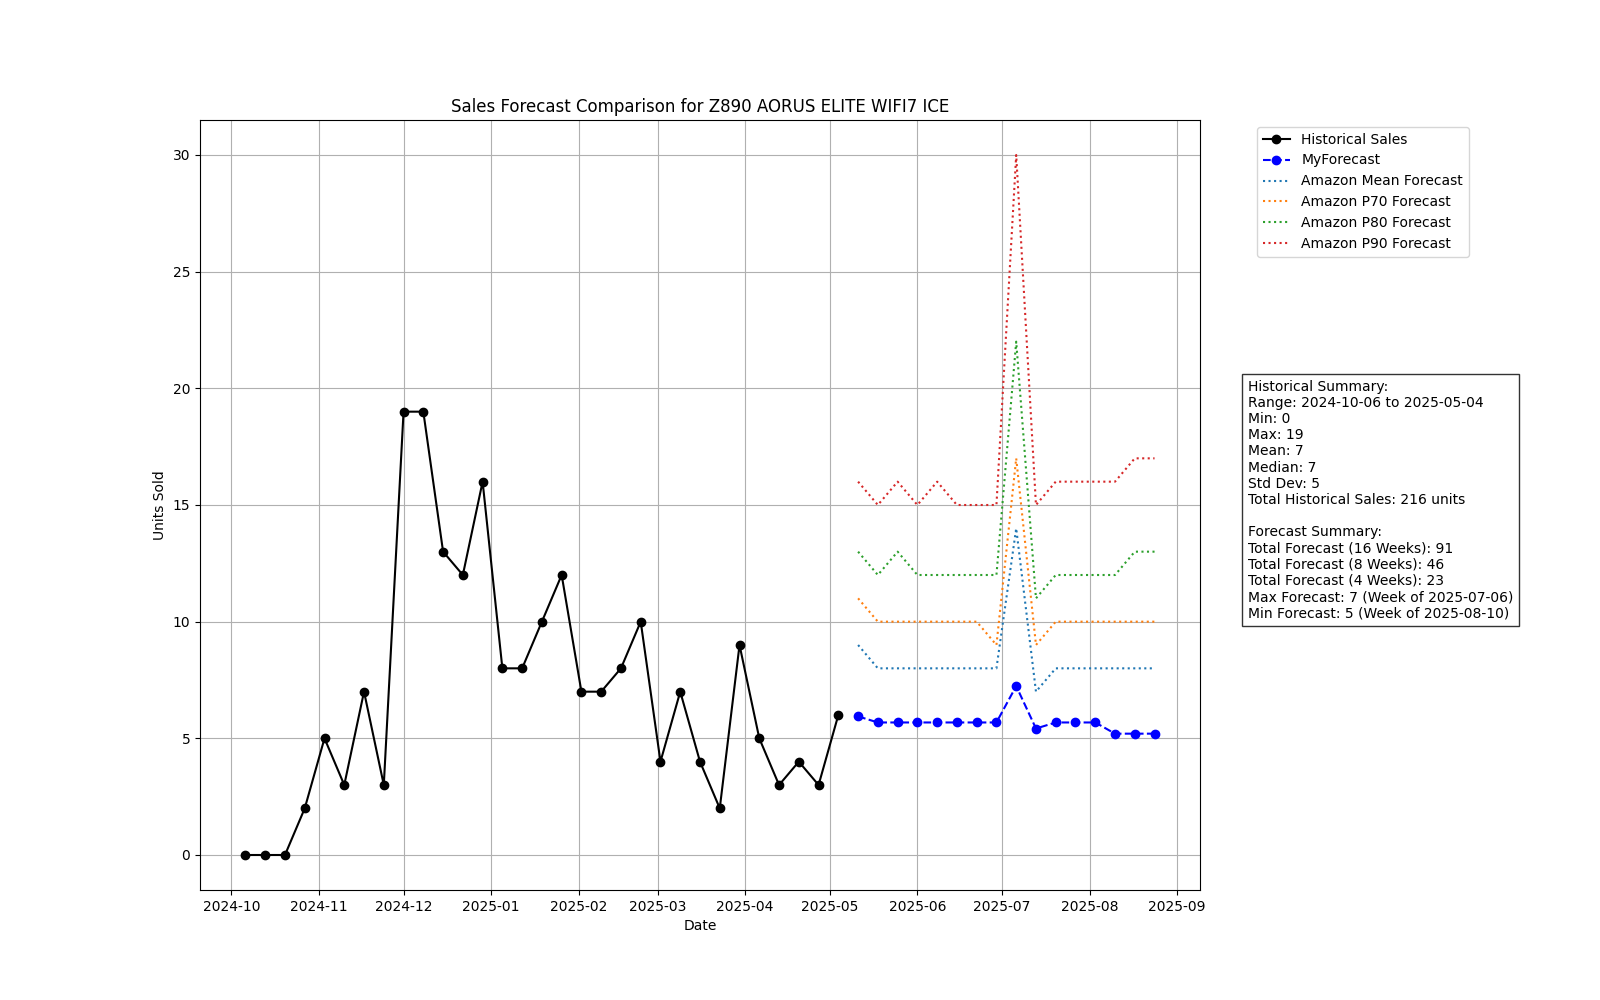 Sales Forecast Comparison for Z890 AORUS ELITE WIFI7 ICE
Units Sold
30
25
20
15
10
5
0
2024-10 2024-11 2024-12 2025-01 2025-02 2025-03 2025-04 2025-05 2025-06 2025-07 2025-08 2025-09
Date
Historical Sales
MyForecast
Amazon Mean Forecast
Amazon P70 Forecast
Amazon P80 Forecast
Amazon P90 Forecast
Historical Summary:
Range: 2024-10-06 to 2025-05-04
Min: 0
Max: 19
Mean: 7
Median: 7
Std Dev: 5
Total Historical Sales: 216 units
Forecast Summary:
Total Forecast (16 Weeks): 91
Total Forecast (8 Weeks): 46
Total Forecast (4 Weeks): 23
Max Forecast: 7 (Week of 2025-07-06)
Min Forecast: 5 (Week of 2025-08-10)